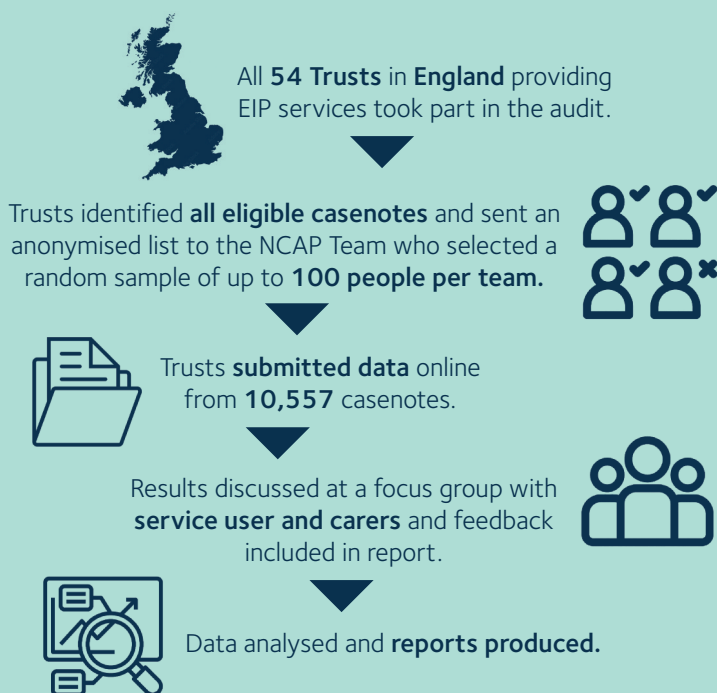 All 54 Trusts in England providing
EIP services took part in the audit.
Trusts identified all eligible casenotes and sent an
anonymised list to the NCAP Team who selected a
random sample of up to 100 people per team.
Trusts submitted data online
from 10,557 casenotes.
Results discussed at a focus group with
service user and carers and feedback
included in report.
Data analysed and reports produced.